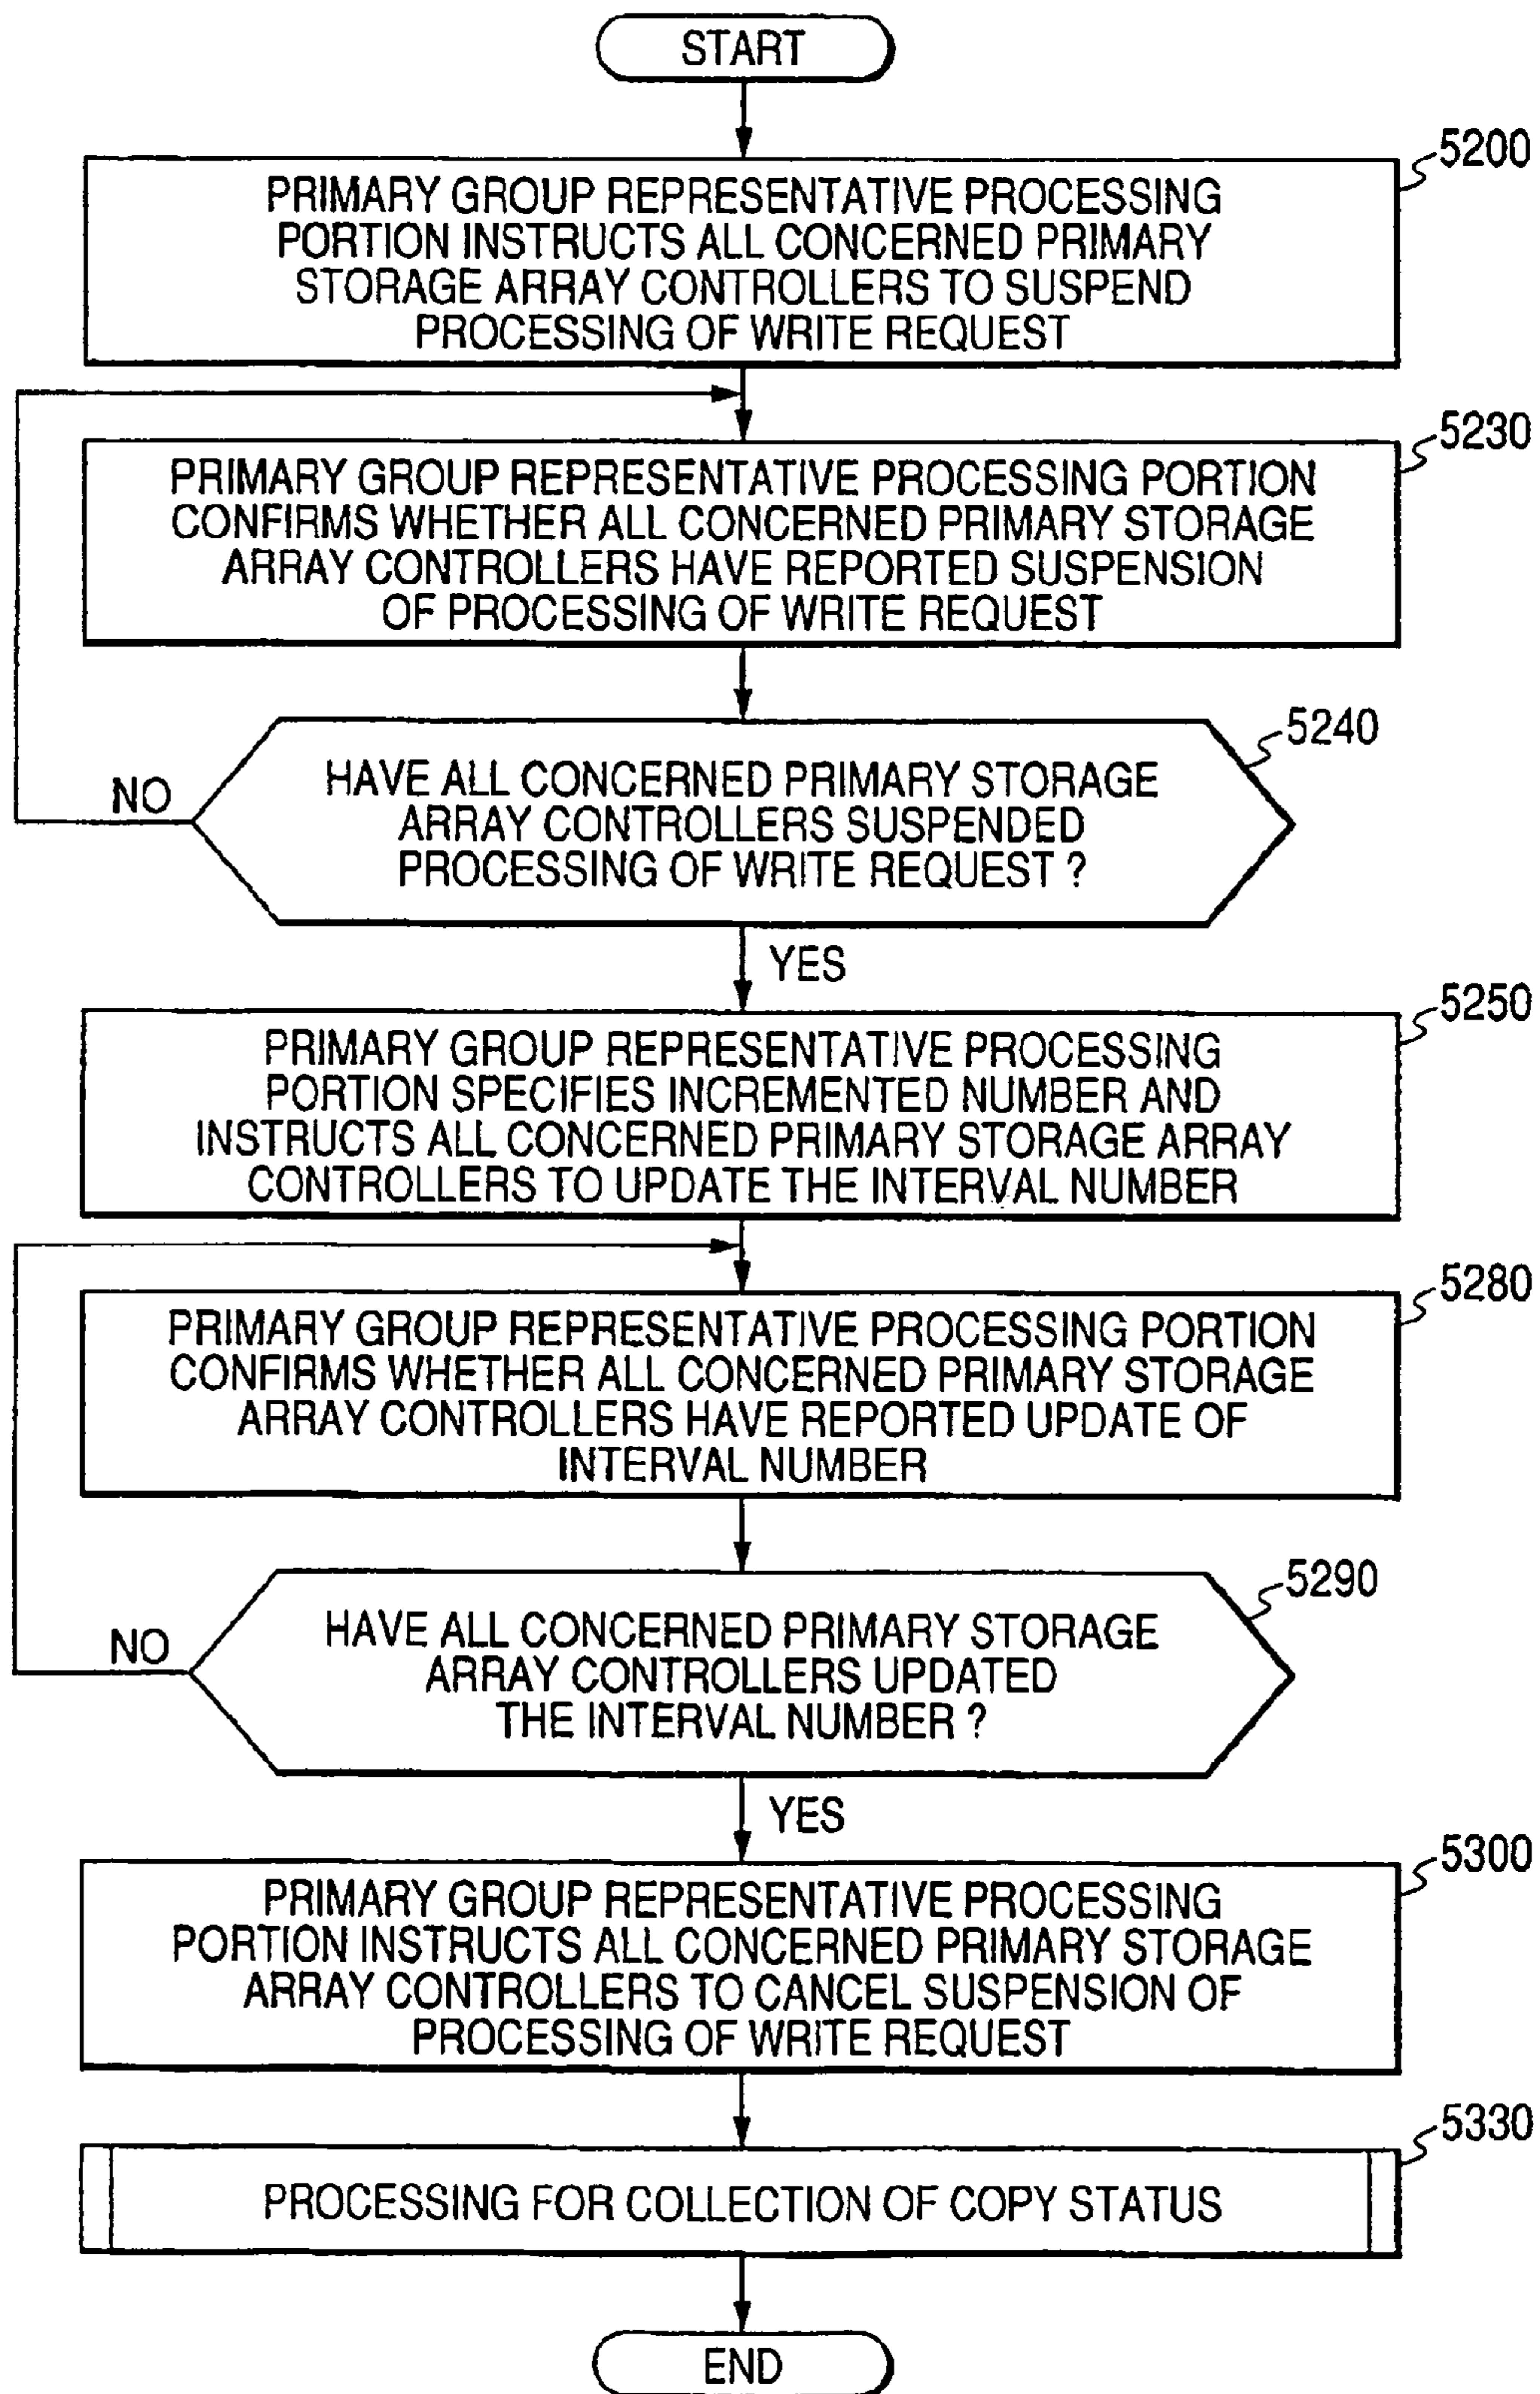 START
5200
PRIMARY GROUP REPRESENTATIVE PROCESSING
PORTION INSTRUCTS ALL CONCERNED PRIMARY
STORAGE ARRAY CONTROLLERS TO SUSPEND
PROCESSING OF WRITE REQUEST
5230
PRIMARY GROUP REPRESENTATIVE PROCESSING PORTION
CONFIRMS WHETHER ALL CONCERNED PRIMARY STORAGE
ARRAY CONTROLLERS HAVE REPORTED SUSPENSION
OF PROCESSING OF WRITE REQUEST
5240
HAVE ALL CONCERNED PRIMARY STORAGE
ARRAY CONTROLLERS SUSPENDED
PROCESSING OF WRITE REQUEST ?
NO
YES
5250
PRIMARY GROUP REPRESENTATIVE PROCESSING
PORTION SPECIFIES INCREMENTED NUMBER AND
INSTRUCTS ALL CONCERNED PRIMARY STORAGE ARRAY
CONTROLLERS TO UPDATE THE INTERVAL NUMBER
5280
PRIMARY GROUP REPRESENTATIVE PROCESSING PORTION
CONFIRMS WHETHER ALL CONCERNED PRIMARY STORAGE
ARRAY CONTROLLERS HAVE REPORTED UPDATE OF
INTERVAL NUMBER
5290
HAVE ALL CONCERNED PRIMARY STORAGE
ARRAY CONTROLLERS UPDATED
THE INTERVAL NUMBER ?
NO
YES
5300
PRIMARY GROUP REPRESENTATIVE PROCESSING
PORTION INSTRUCTS ALL CONCERNED PRIMARY STORAGE
ARRAY CONTROLLERS TO CANCEL SUSPENSION OF
PROCESSING OF WRITE REQUEST
5330
PROCESSING FOR COLLECTION OF COPY STATUS
END